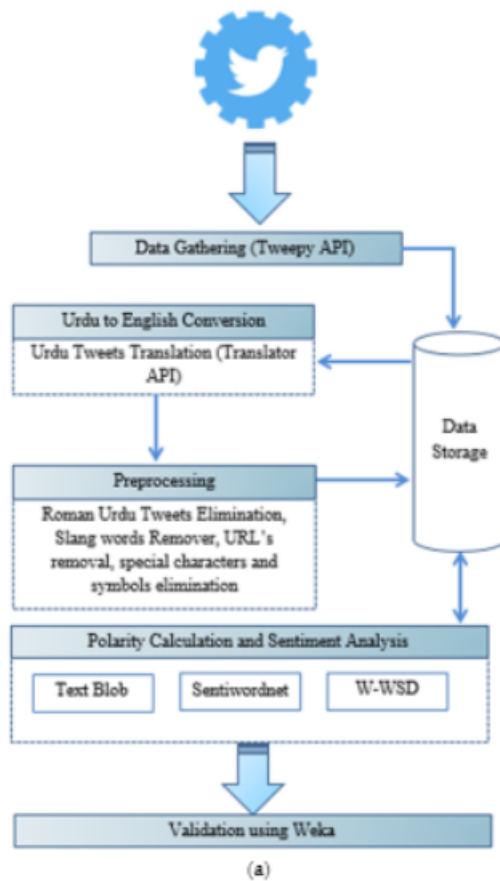 Data Gathering (Tweepy API)
Urdu to English Conversion
Urdu Tweets Translation (Translator
API)
Data
Storage
Preprocessing
Roman Urdu Tweets Elimination,
Slang words Remover, URL's
removal, special characters and
symbols elimination
Polarity Calculation and Sentiment Analysis
Text Blob
Sentiwordnet
W-WSD
Validation using Weka
(a)